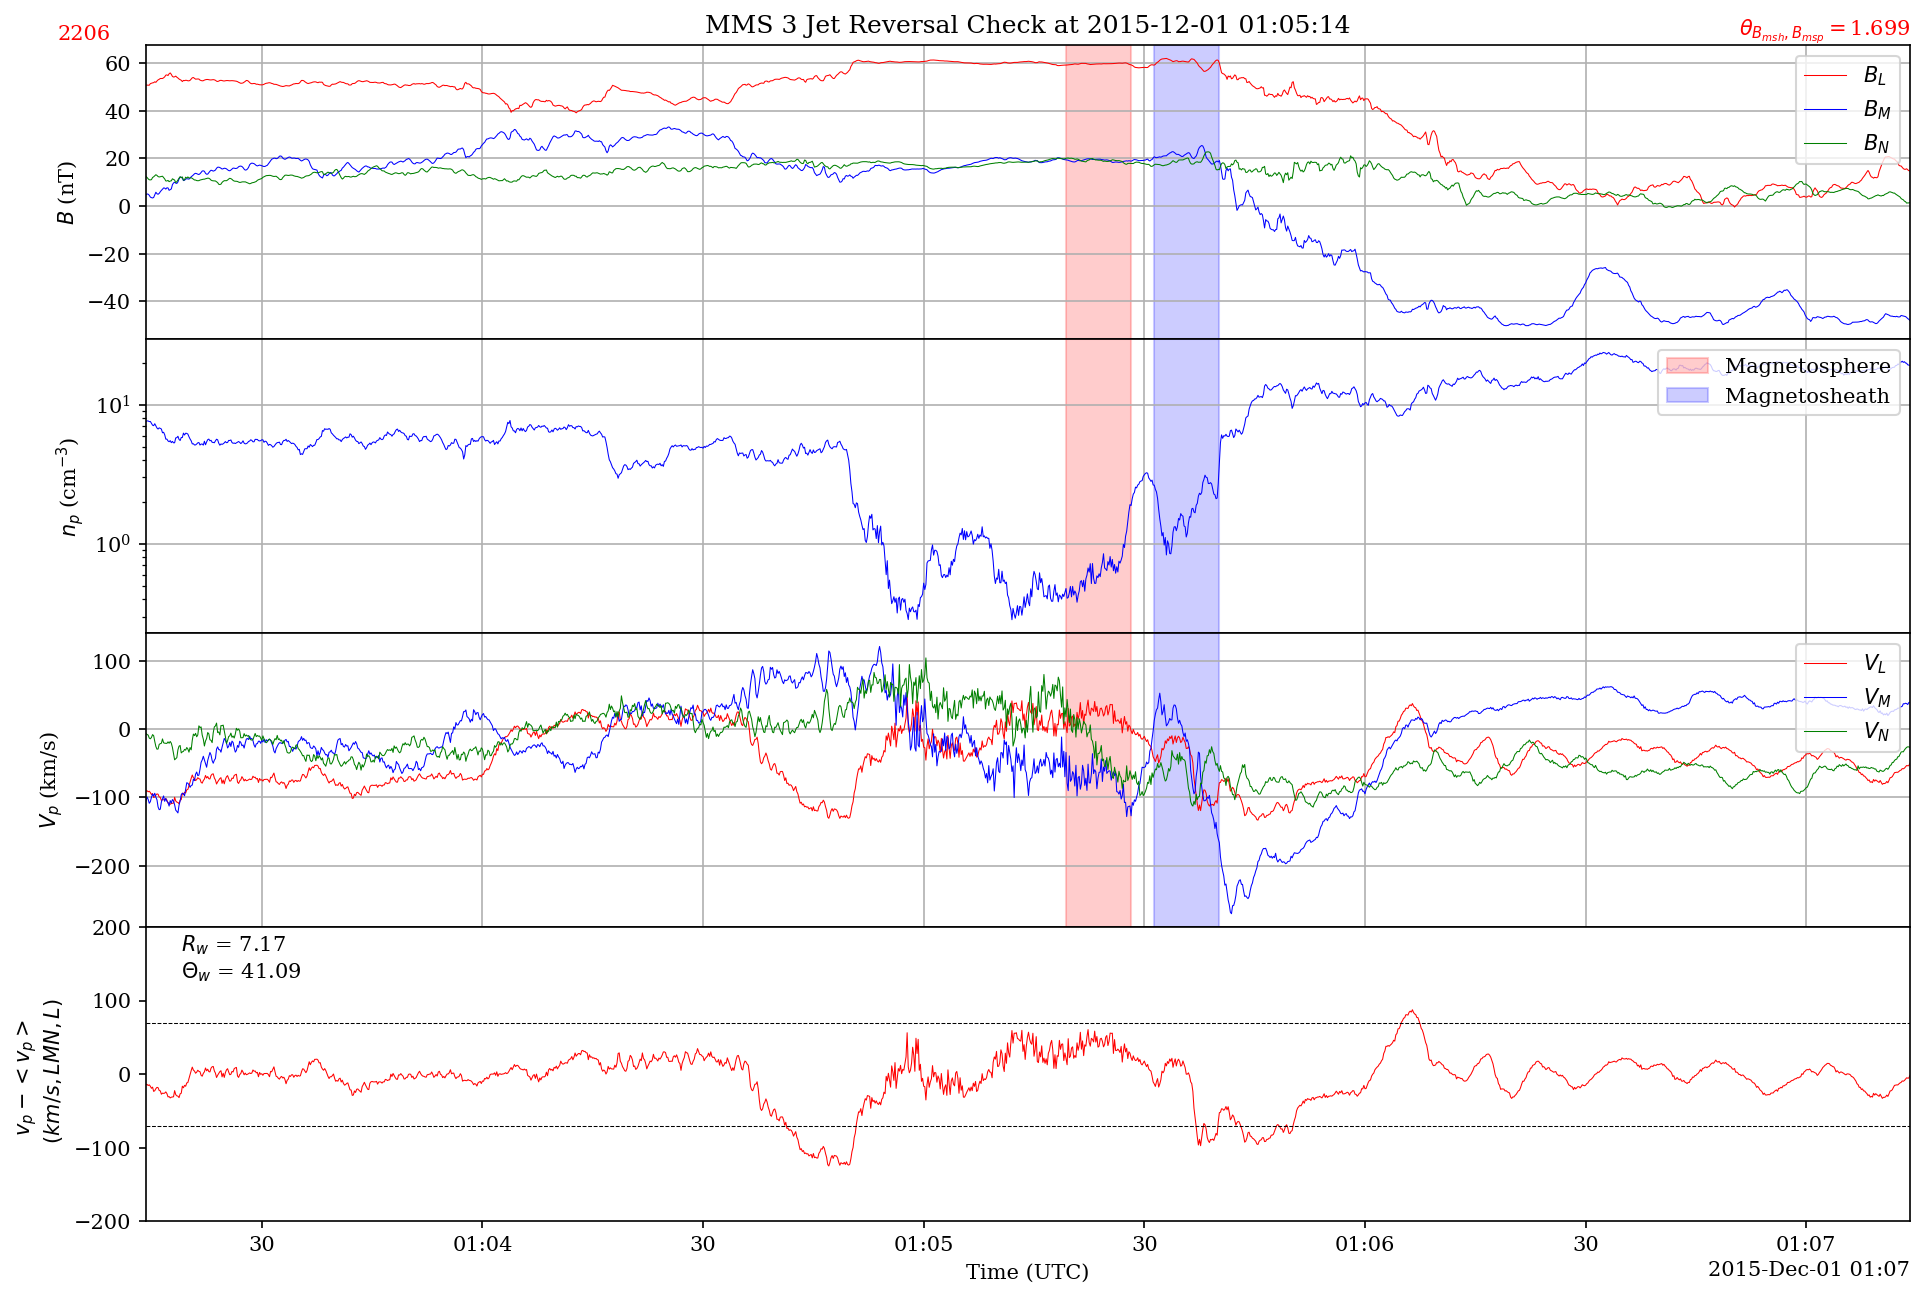 2206
MMS 3 Jet Reversal Check at 2015-12-01 01:05:14
θ_{B_{msh}, B_{msp}} = 1.699
B (nT)
60
40
20
0
−20
−40
B_L
B_M
B_N
n_p (cm^{−3})
10^1
10^0
Magnetosphere
Magnetosheath
V_p (km/s)
100
0
−100
−200
V_L
V_M
V_N
v_p − < v_p >
(km/s, LMN, L)
200
100
0
−100
−200
R_w = 7.17
Θ_w = 41.09
30
01:04
30
01:05
30
01:06
30
01:07
Time (UTC)
2015-Dec-01 01:07